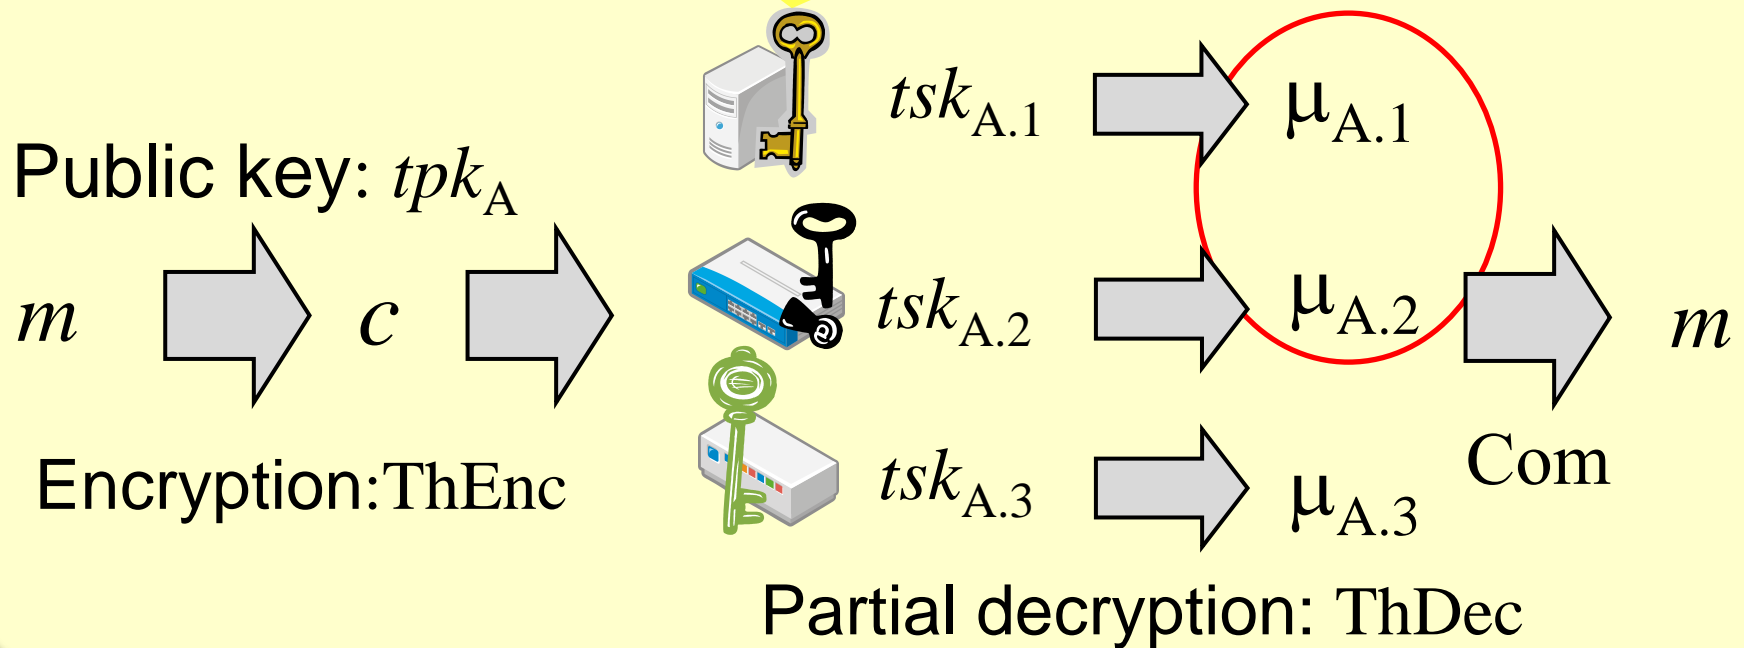 Public key: tpk_A
m
c
Encryption:ThEnc
tsk_A.1
μ_A.1
tsk_A.2
μ_A.2
tsk_A.3
μ_A.3
Com
m
Partial decryption: ThDec